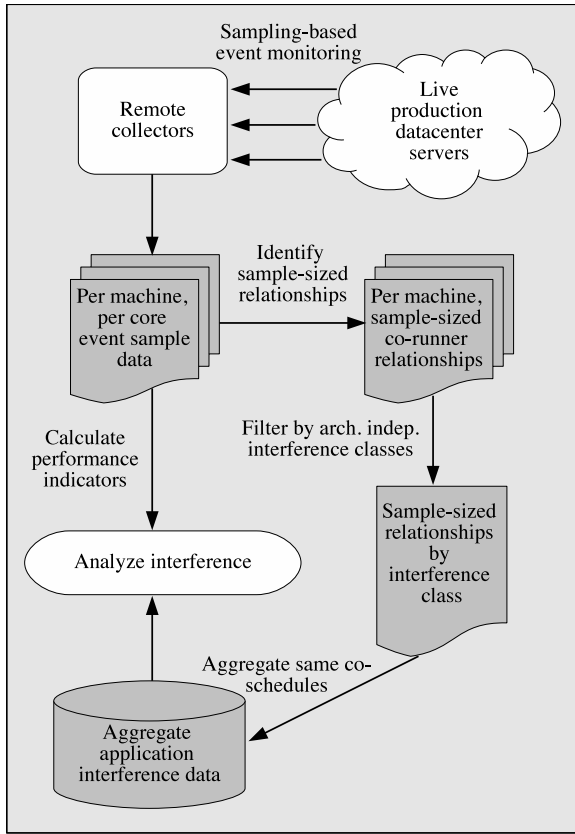 Sampling-based
event monitoring
Remote
collectors
Live
production
datacenter
servers
Identify
sample-sized
relationships
Per machine,
per core
event sample
data
Per machine,
sample-sized
co-runner
relationships
Calculate
performance
indicators
Filter by arch. indep.
interference classes
Analyze interference
Sample-sized
relationships
by
interference
class
Aggregate same co-
schedules
Aggregate
application
interference data